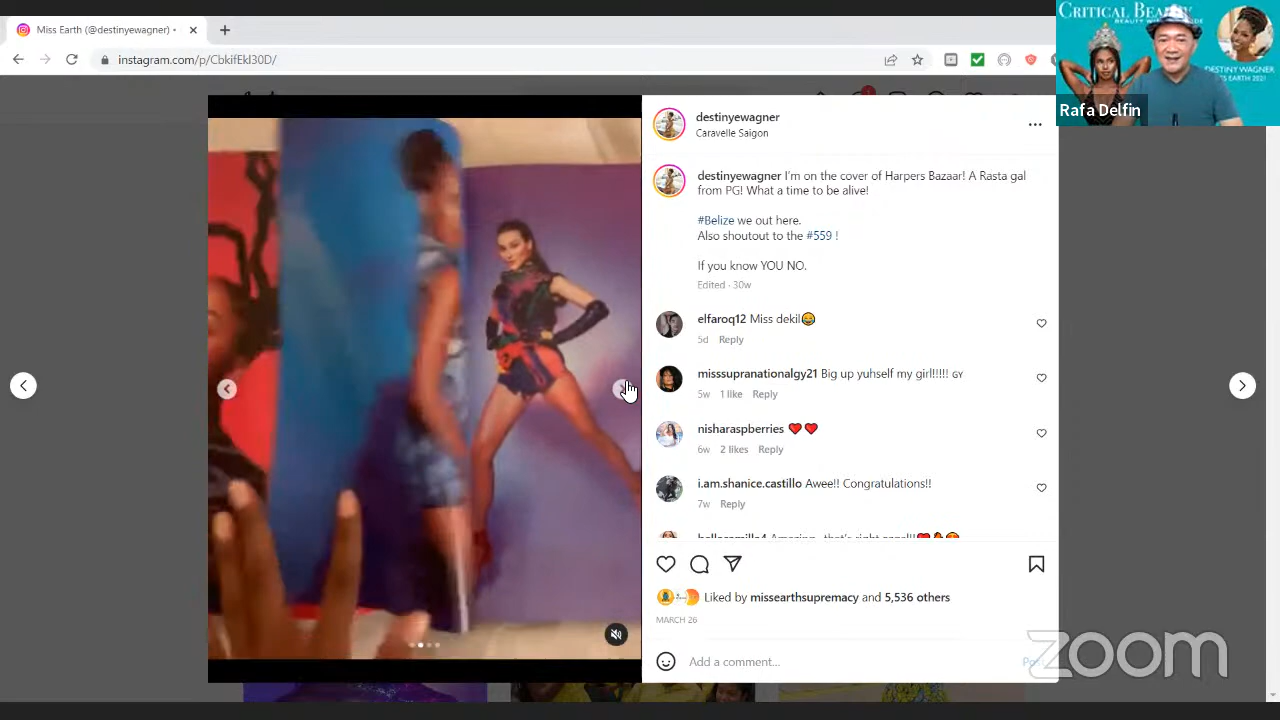 Miss Earth (@destinyewagner) •
instagram.com/p/CbkifEkl30D/
CRITICAL BEAUTY
DESTINY WAGNER
Rafa Delfin
destinyewagner
Caravelle Saigon
destinyewagner I'm on the cover of Harpers Bazaar! A Rasta gal
from PG! What a time to be alive!
#Belize we out here.
Also shoutout to the #559 !
If you know YOU NO.
Edited · 30w
elfaroq12 Miss dekil😂
5d Reply
misssupranationalgy21 Big up yuhself my girl!!!!! GY
5w 1 like Reply
nisharaspberries ❤️ ❤️
6w 2 likes Reply
i.am.shanice.castillo Awee!! Congratulations!!
7w Reply
Liked by missearthsupremacy and 5,536 others
MARCH 26
Add a comment...
zoom